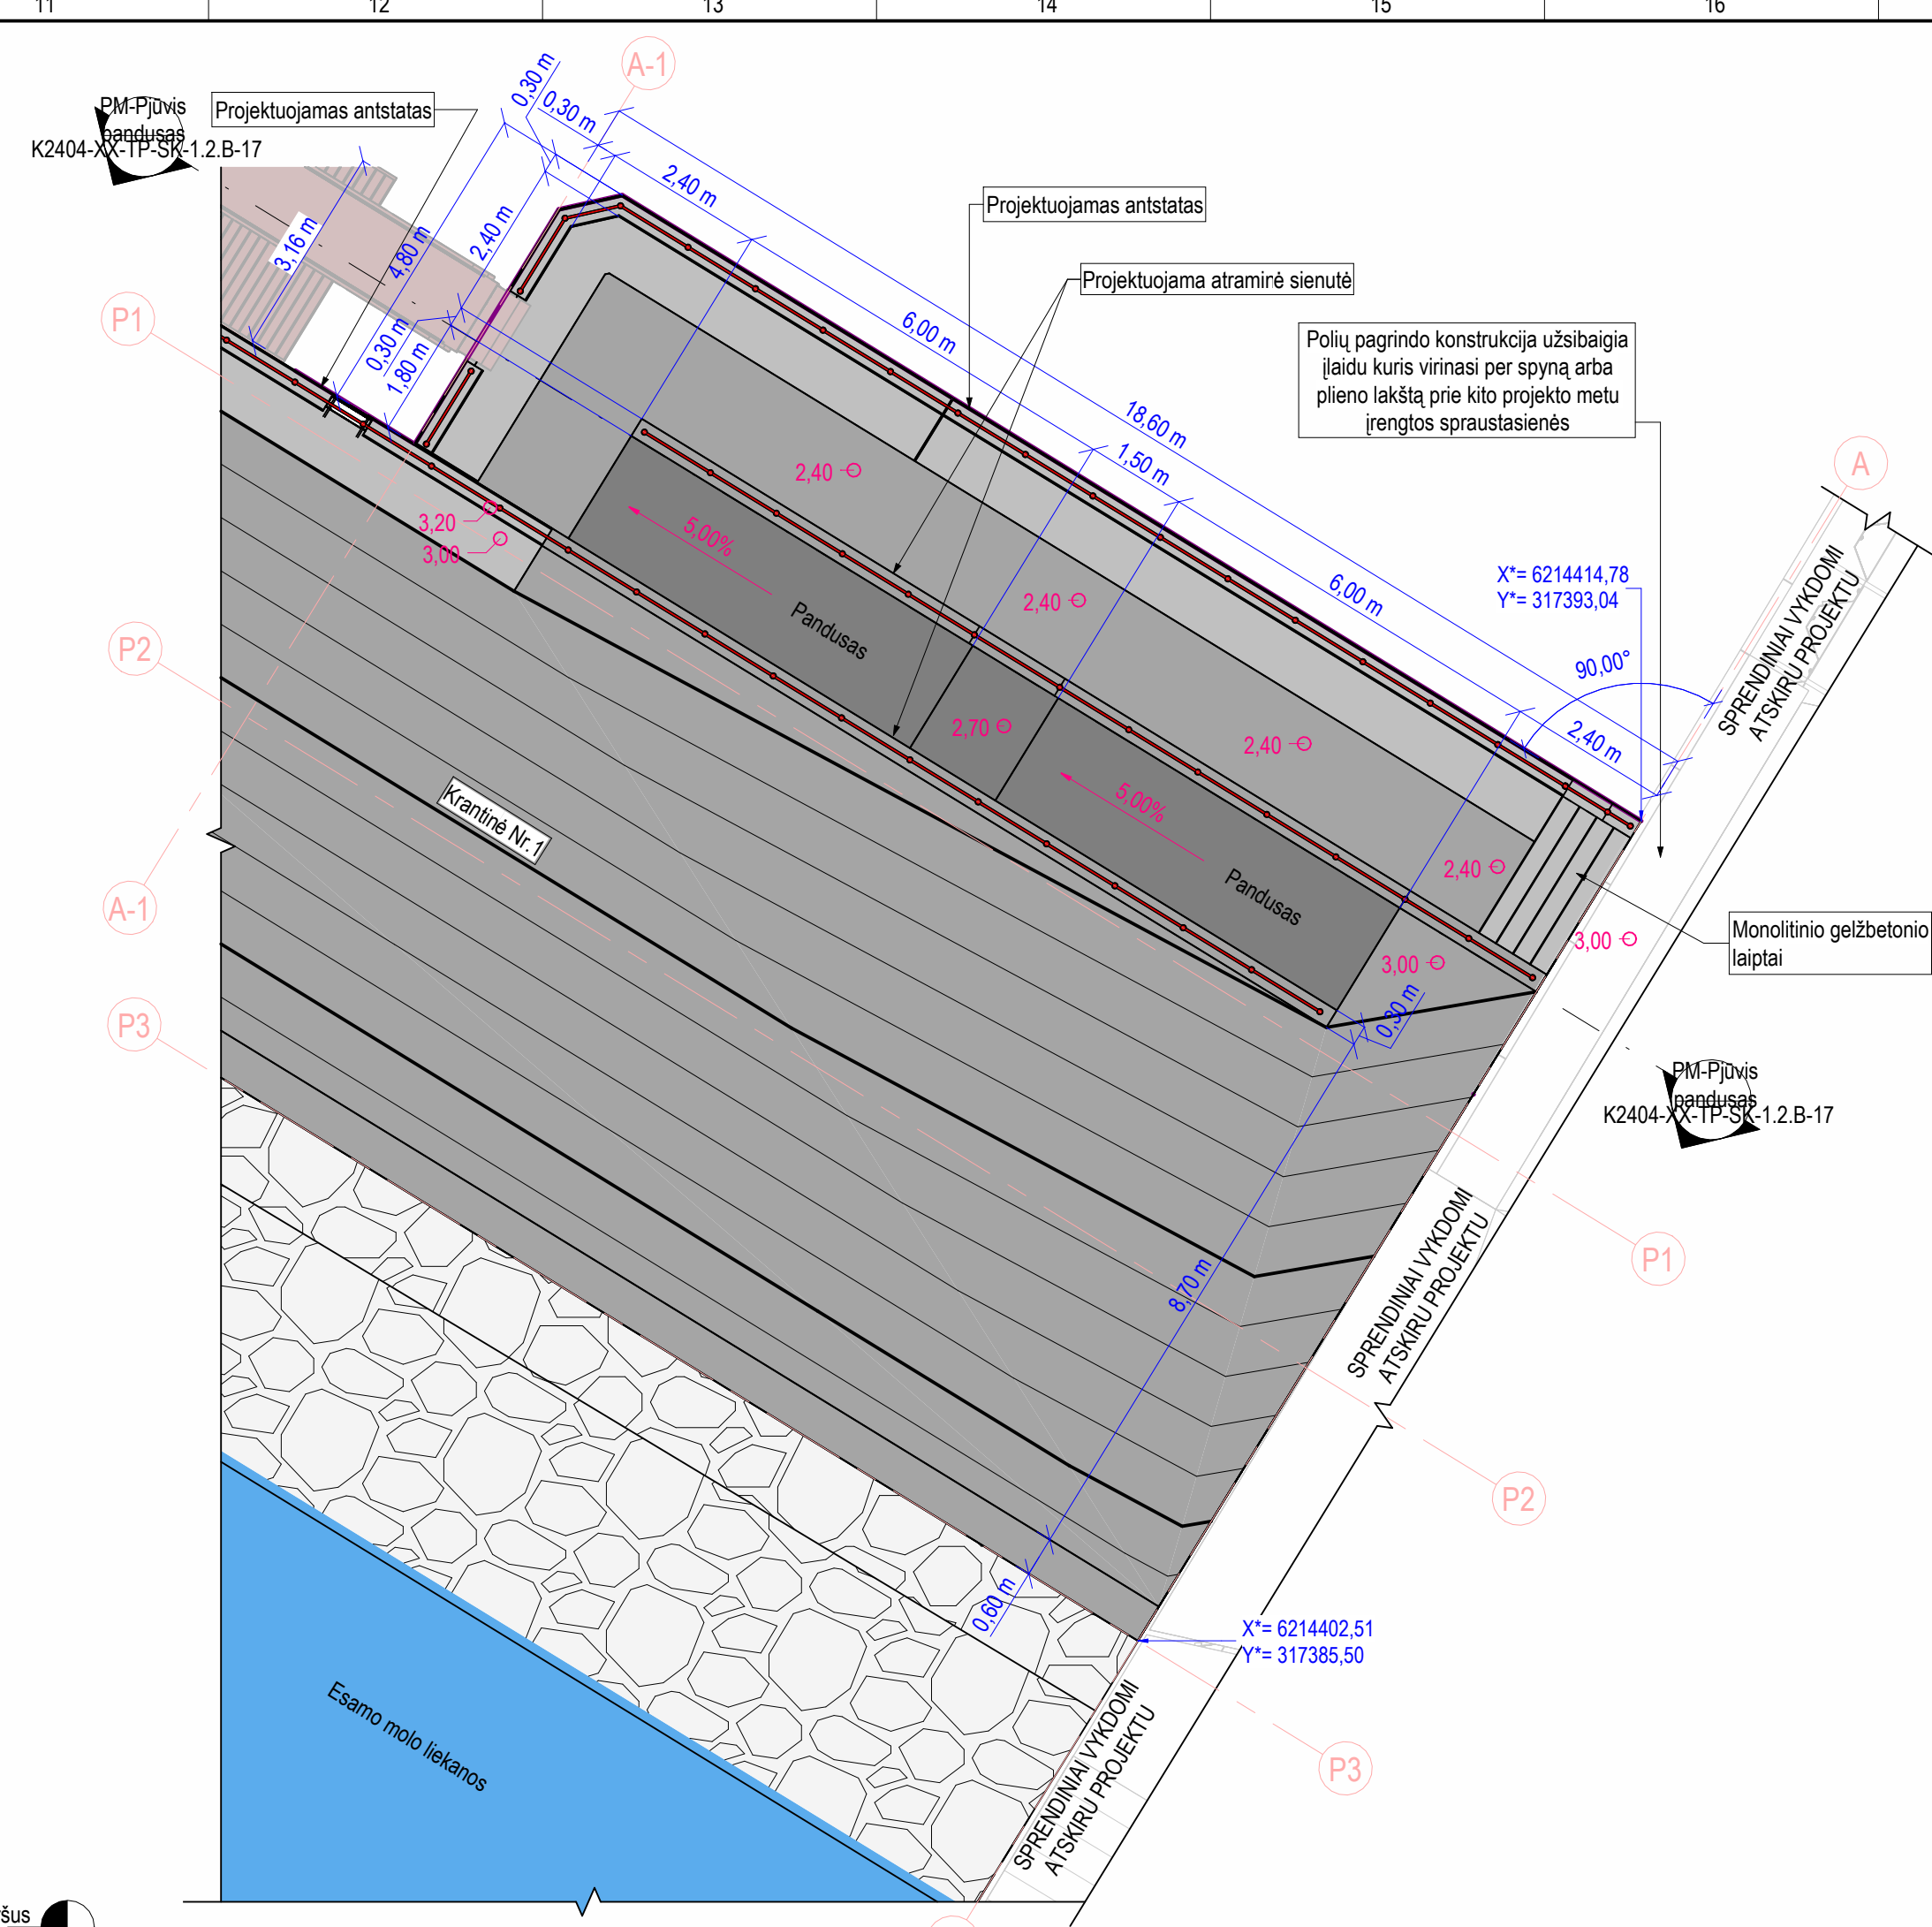 11
12
13
14
15
16
A-1
PM-Pjūvis
pandusas
K2404-XX-TP-SK-1.2.B-17
Projektuojamas antstatas
0,30 m
0,30 m
2,40 m
3,16 m
4,80 m
2,40 m
0,30 m
1,80 m
Projektuojamas antstatas
Projektuojama atraminė sienutė
6,00 m
18,60 m
1,50 m
Polių pagrindo konstrukcija užsibaigia
įlaidu kuris virinasi per spyną arba
plieno lakštą prie kito projekto metu
įrengtos spraustasienės
P1
A
2,40
3,20
3,00
5,00%
Pandusas
2,40
6,00 m
X*= 6214414,78
Y*= 317393,04
90,00°
SPRENDINIAI VYKDOMI
ATSKIRU PROJEKTU
P2
2,70
2,40
2,40 m
5,00%
Pandusas
2,40
Krantinė Nr.1
A-1
3,00
3,00
Monolitinio gelžbetonio
laiptai
0,30 m
P3
PM-Pjūvis
pandusas
K2404-XX-TP-SK-1.2.B-17
P1
SPRENDINIAI VYKDOMI
ATSKIRU PROJEKTU
8,70 m
P2
0,60 m
X*= 6214402,51
Y*= 317385,50
P3
SPRENDINIAI VYKDOMI
ATSKIRU PROJEKTU
Esamo molo liekanos